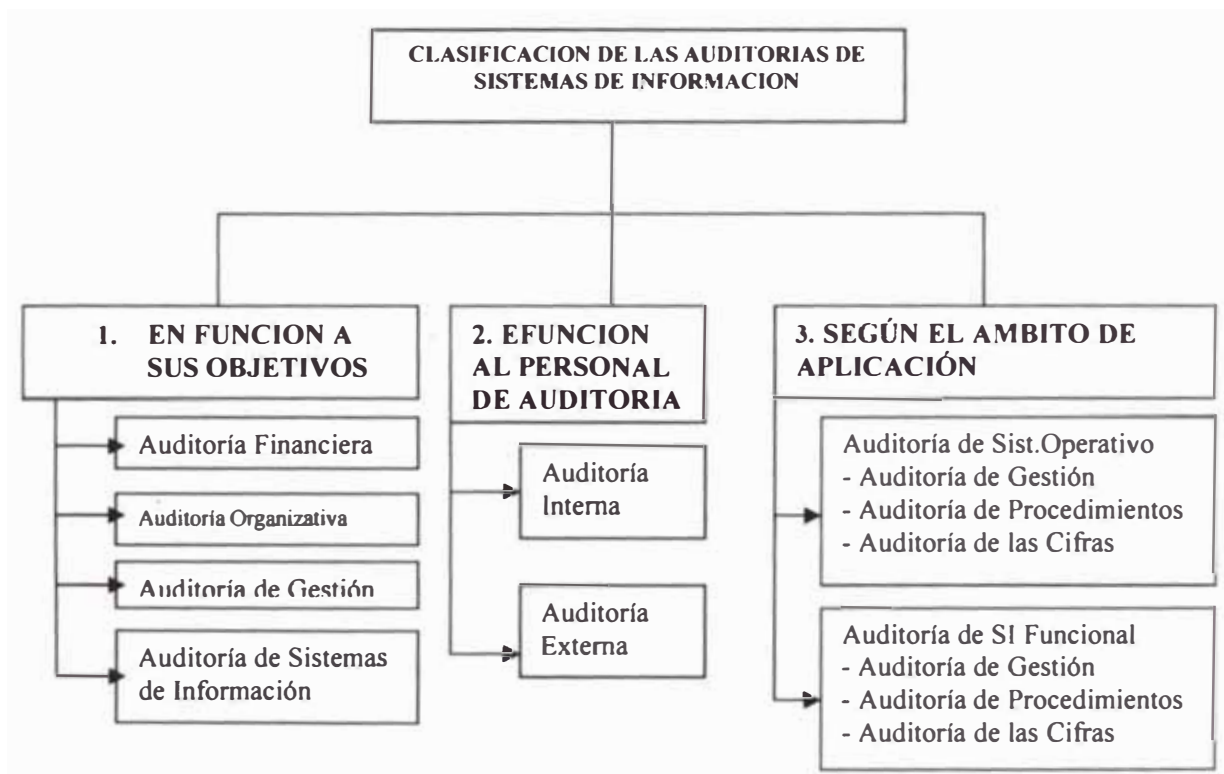 CLASIFICACION DE LAS AUDITORIAS DE
SISTEMAS DE INFORMACION
1. EN FUNCION A
SUS OBJETIVOS
Auditoría Financiera
Auditoría Organizativa
Auditoría de Gestión
Auditoría de Sistemas
de Información
2. EFUNCION
AL PERSONAL
DE AUDITORIA
Auditoría
Interna
Auditoría
Externa
3. SEGÚN EL AMBITO DE
APLICACIÓN
Auditoría de Sist.Operativo
- Auditoría de Gestión
- Auditoría de Procedimientos
- Auditoría de las Cifras
Auditoría de SI Funcional
- Auditoría de Gestión
- Auditoría de Procedimientos
- Auditoría de las Cifras